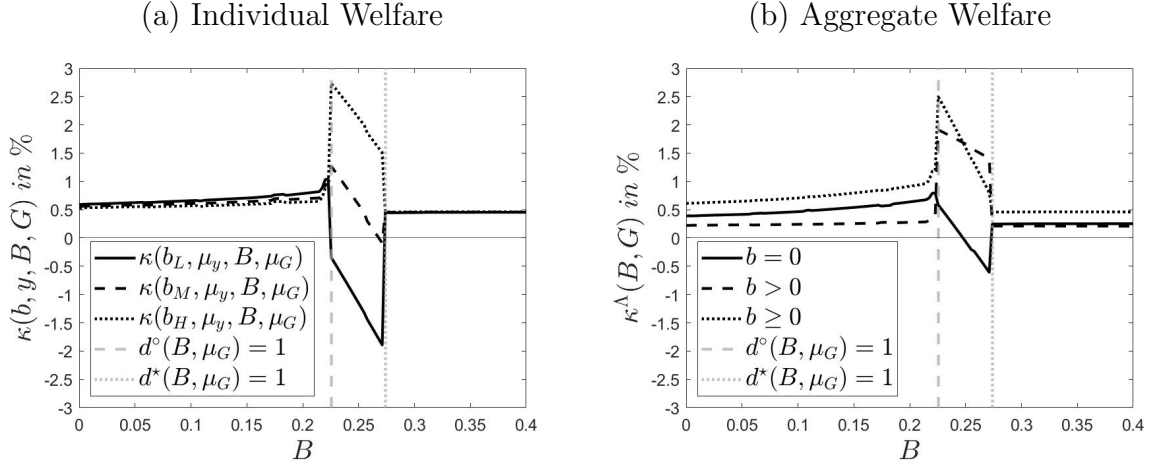 (a) Individual Welfare
κ(b, y, B, G) in %
3
2.5
2
1.5
1
0.5
0
-0.5
-1
-1.5
-2
-2.5
-3
κ(b_L, μ_y, B, μ_G)
κ(b_M, μ_y, B, μ_G)
κ(b_H, μ_y, B, μ_G)
d°(B, μ_G) = 1
d⋆(B, μ_G) = 1
0 0.05 0.1 0.15 0.2 0.25 0.3 0.35 0.4
B
(b) Aggregate Welfare
κ^Λ(B, G) in %
3
2.5
2
1.5
1
0.5
0
-0.5
-1
-1.5
-2
-2.5
-3
b = 0
b > 0
b ≥ 0
d°(B, μ_G) = 1
d⋆(B, μ_G) = 1
0 0.05 0.1 0.15 0.2 0.25 0.3 0.35 0.4
B